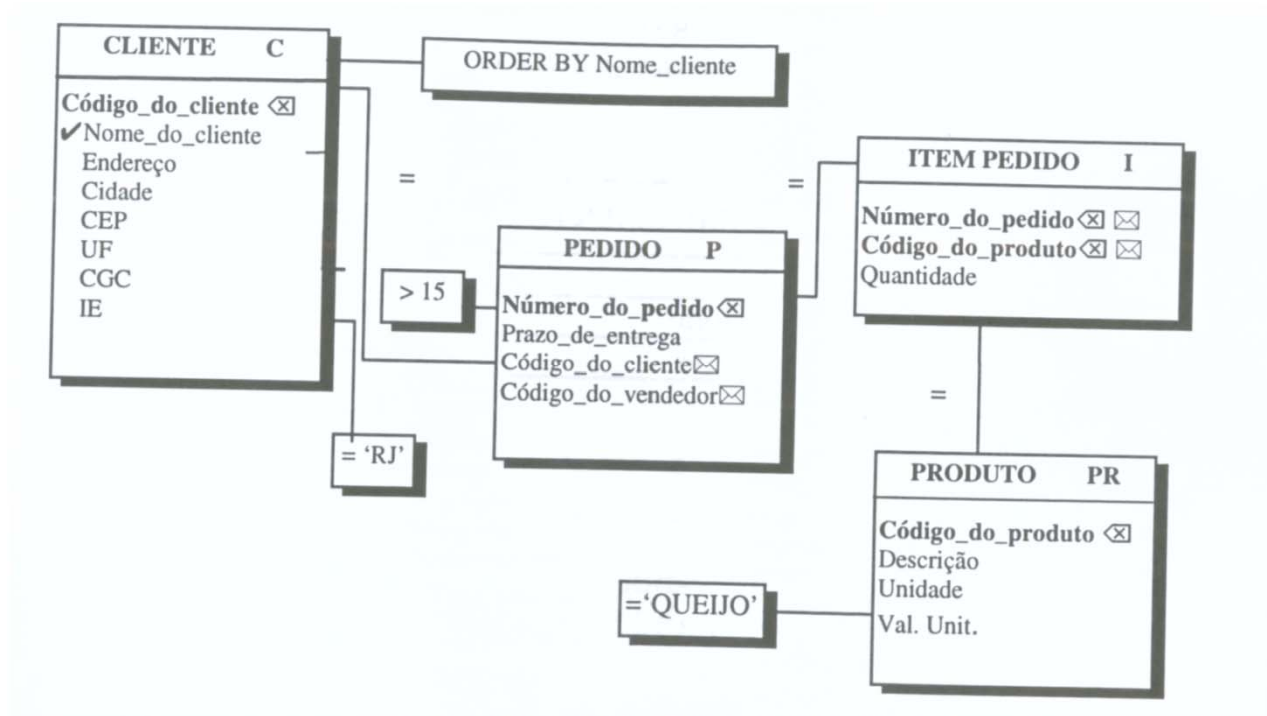 CLIENTE C
Código_do_cliente
Nome_do_cliente
Endereço
Cidade
CEP
UF
CGC
IE
ORDER BY Nome_cliente
=
=
ITEM PEDIDO I
Número_do_pedido
Código_do_produto
Quantidade
PEDIDO P
Número_do_pedido
Prazo_de_entrega
Código_do_cliente
Código_do_vendedor
> 15
= ‘RJ’
=
PRODUTO PR
Código_do_produto
Descrição
Unidade
Val. Unit.
=‘QUEIJO’